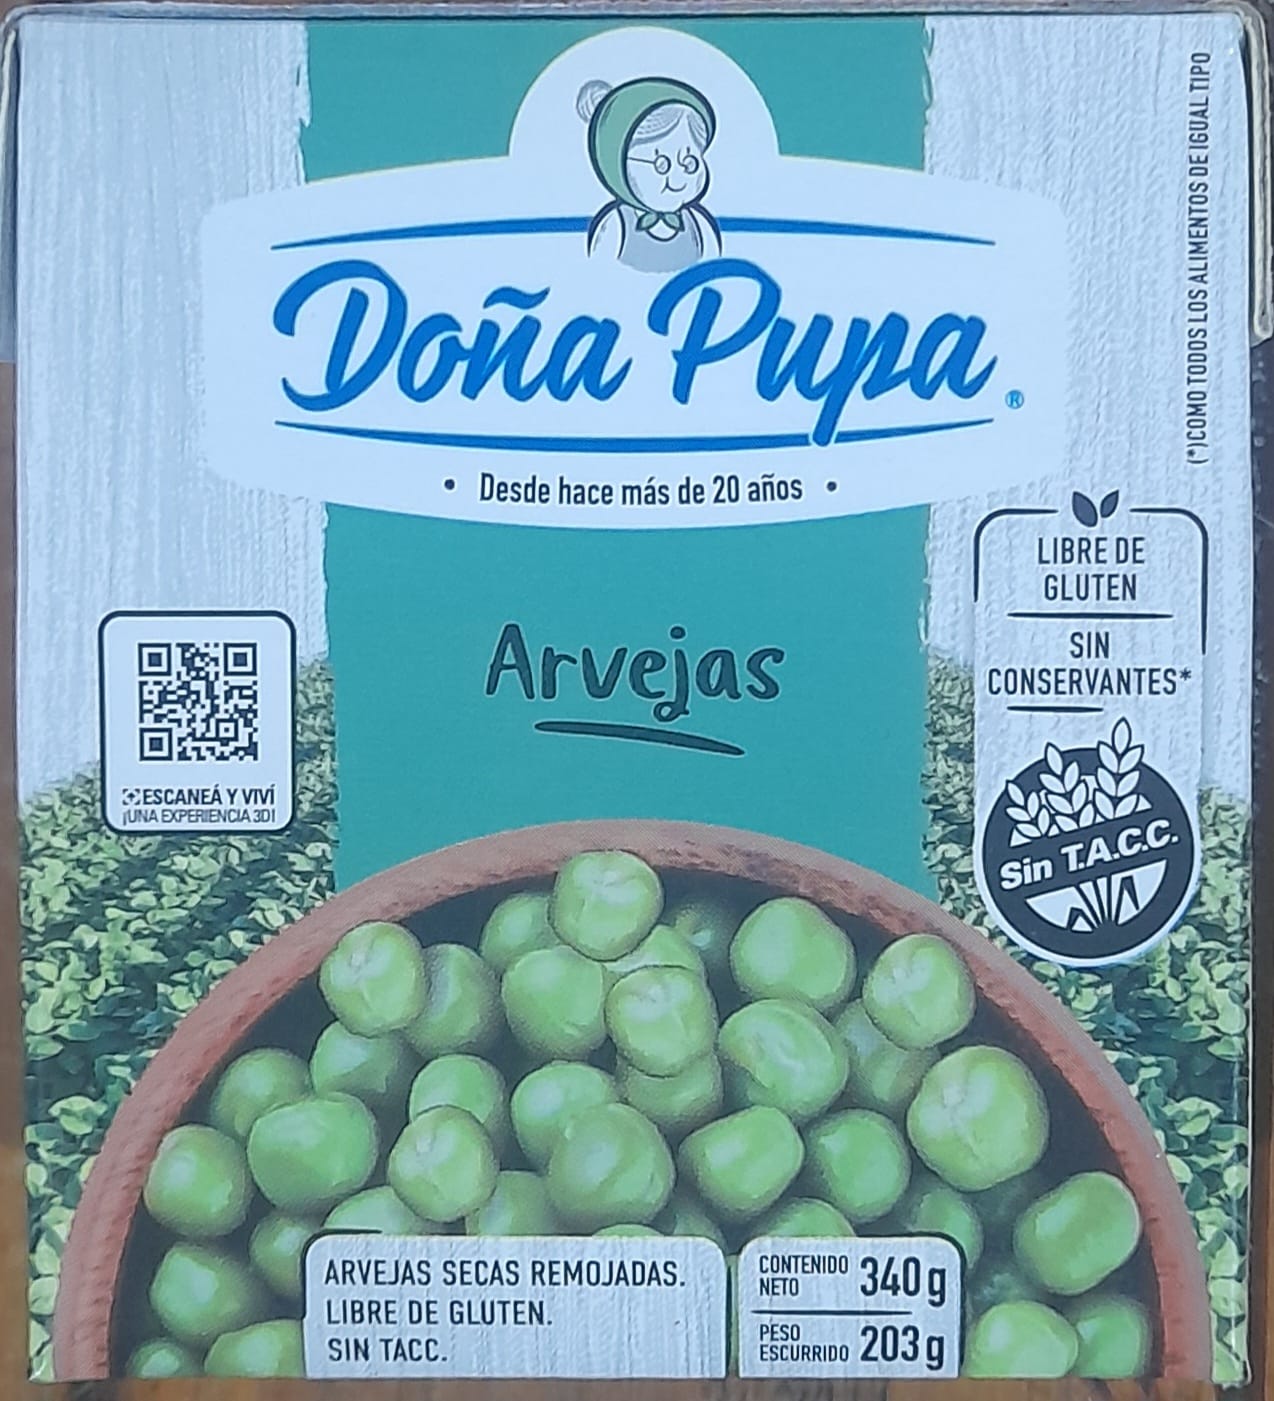 Doña Pupa
®
• Desde hace más de 20 años •
(*)COMO TODOS LOS ALIMENTOS DE IGUAL TIPO
Arvejas
LIBRE DE
GLUTEN
SIN
CONSERVANTES*
Sin T.A.C.C.
ESCANEÁ Y VIVÍ
¡UNA EXPERIENCIA 3D!
ARVEJAS SECAS REMOJADAS.
LIBRE DE GLUTEN.
SIN TACC.
CONTENIDO
NETO
340g
PESO
ESCURRIDO
203g